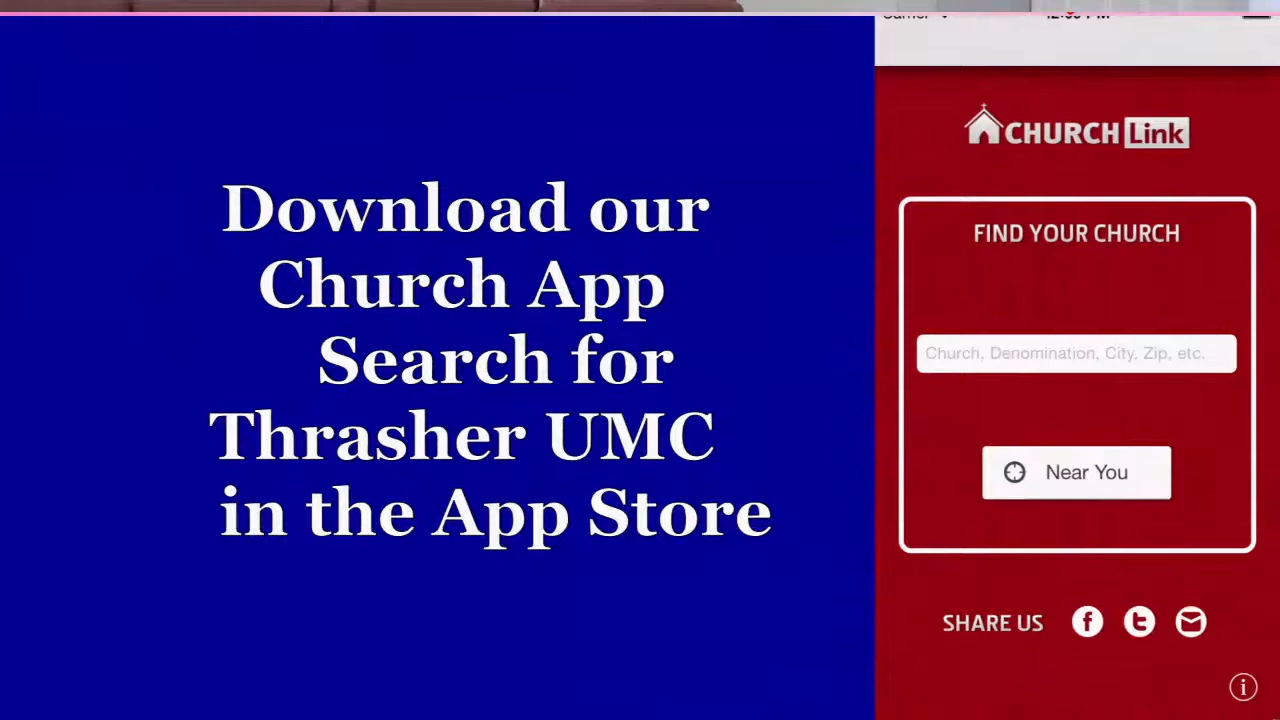 Download our
Church App
Search for
Thrasher UMC
in the App Store
CHURCH Link
FIND YOUR CHURCH
Church, Denomination, City, Zip, etc.
Near You
SHARE US